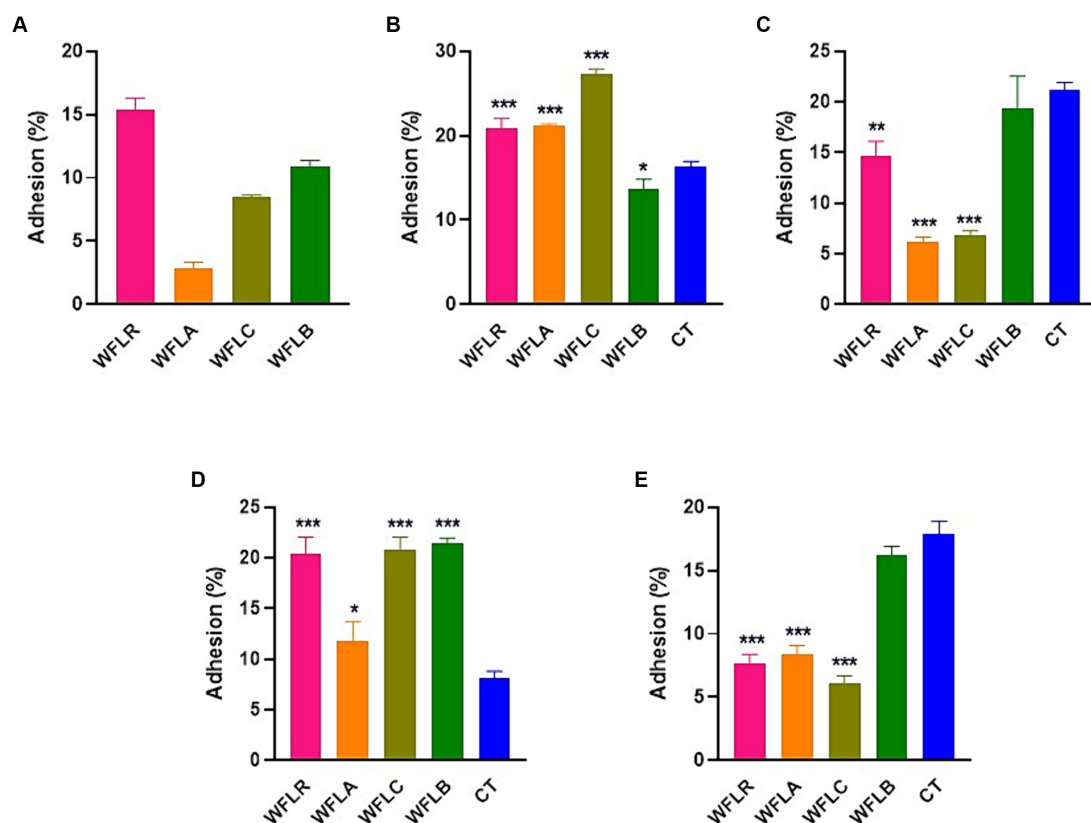 A
Adhesion (%)
20
15
10
5
0
WFLR WFLA WFLC WFLB
B
Adhesion (%)
30
20
10
0
*** *** *** *
WFLR WFLA WFLC WFLB CT
C
Adhesion (%)
25
20
15
10
5
0
** *** ***
WFLR WFLA WFLC WFLB CT
D
Adhesion (%)
25
20
15
10
5
0
*** * *** ***
WFLR WFLA WFLC WFLB CT
E
Adhesion (%)
20
15
10
5
0
*** *** ***
WFLR WFLA WFLC WFLB CT